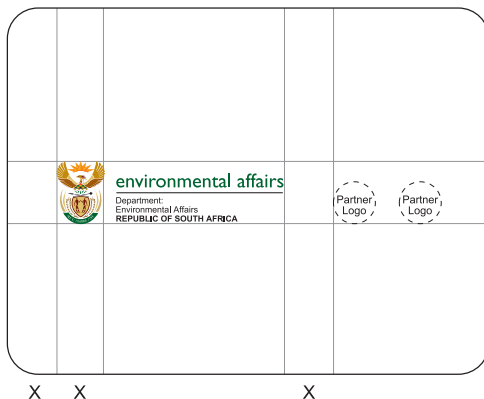 environmental affairs
Department:
Environmental Affairs
REPUBLIC OF SOUTH AFRICA
Partner
Logo
Partner
Logo
X X X